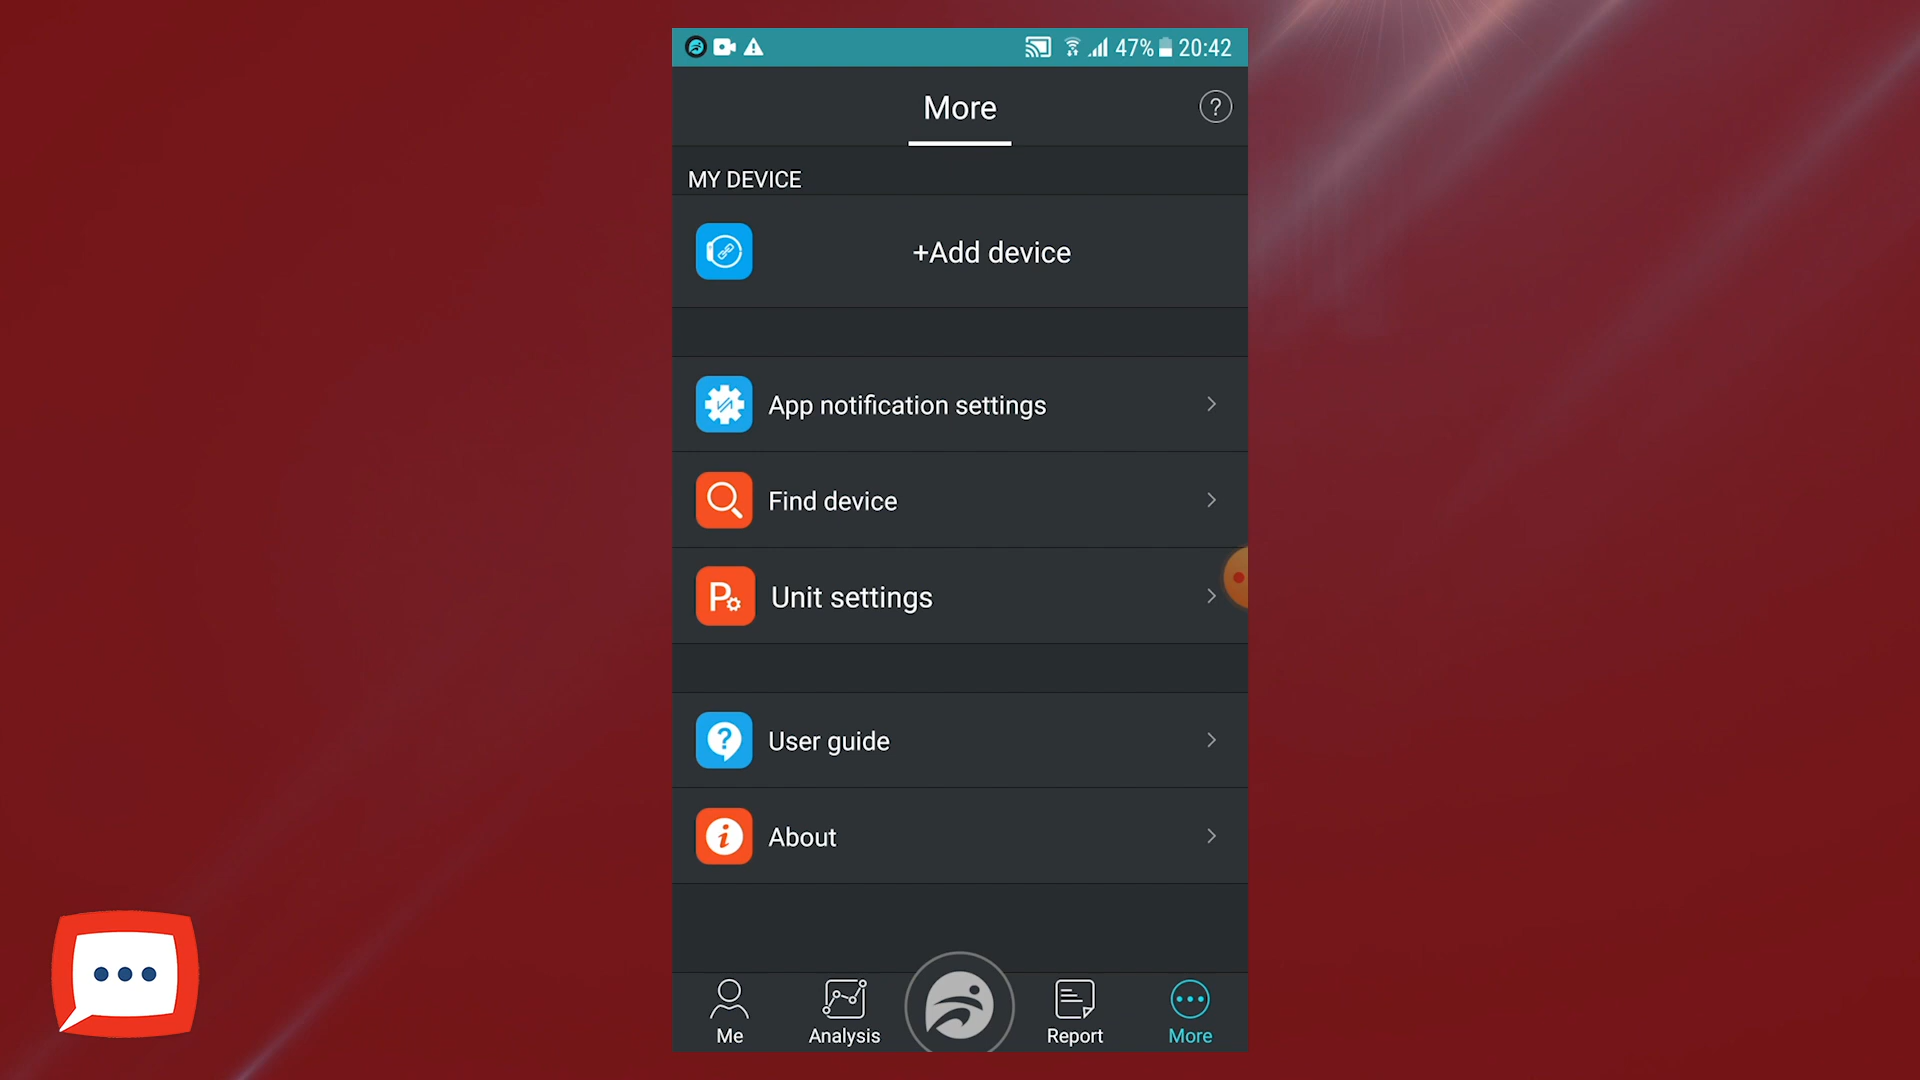 47% 20:42
More
?
MY DEVICE
+Add device
App notification settings
Find device
P Unit settings
? User guide
i About
Me Analysis Report More